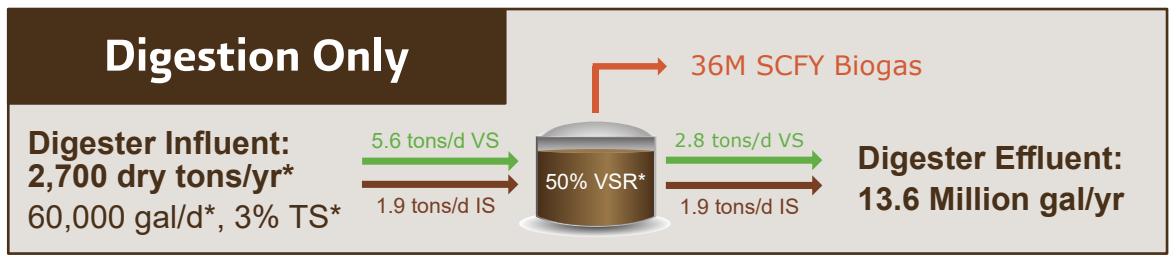 Digestion Only
36M SCFY Biogas
Digester Influent:
2,700 dry tons/yr*
60,000 gal/d*, 3% TS*
5.6 tons/d VS
1.9 tons/d IS
50% VSR*
2.8 tons/d VS
1.9 tons/d IS
Digester Effluent:
13.6 Million gal/yr